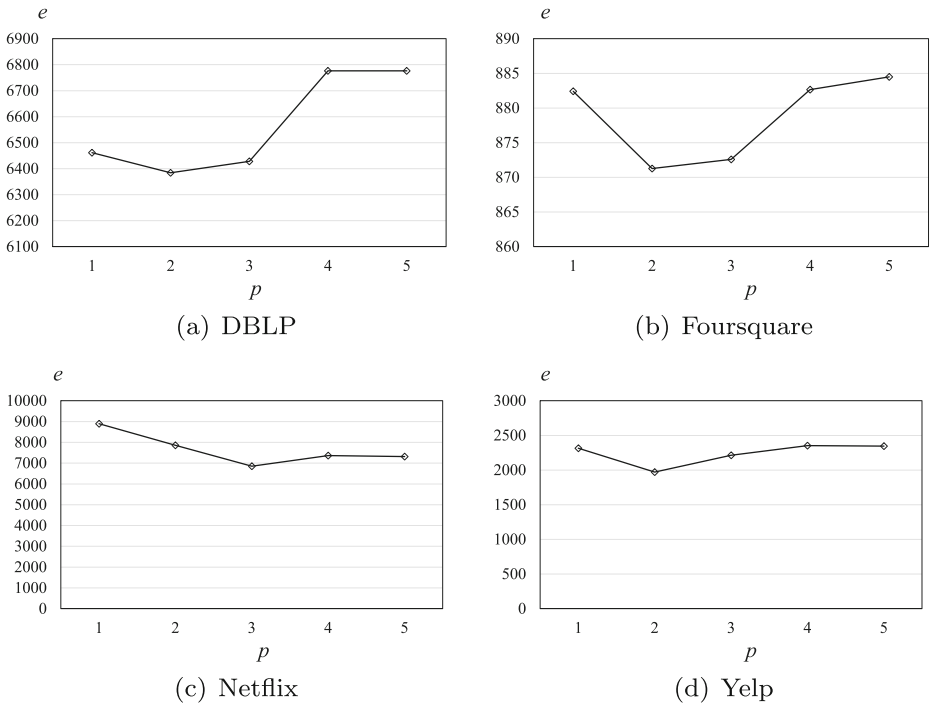 e
6900
6800
6700
6600
6500
6400
6300
6200
6100
1 2 3 4 5
p
(a) DBLP
e
890
885
880
875
870
865
860
1 2 3 4 5
p
(b) Foursquare
e
10000
9000
8000
7000
6000
5000
4000
3000
2000
1000
0
1 2 3 4 5
p
(c) Netflix
e
3000
2500
2000
1500
1000
500
0
1 2 3 4 5
p
(d) Yelp